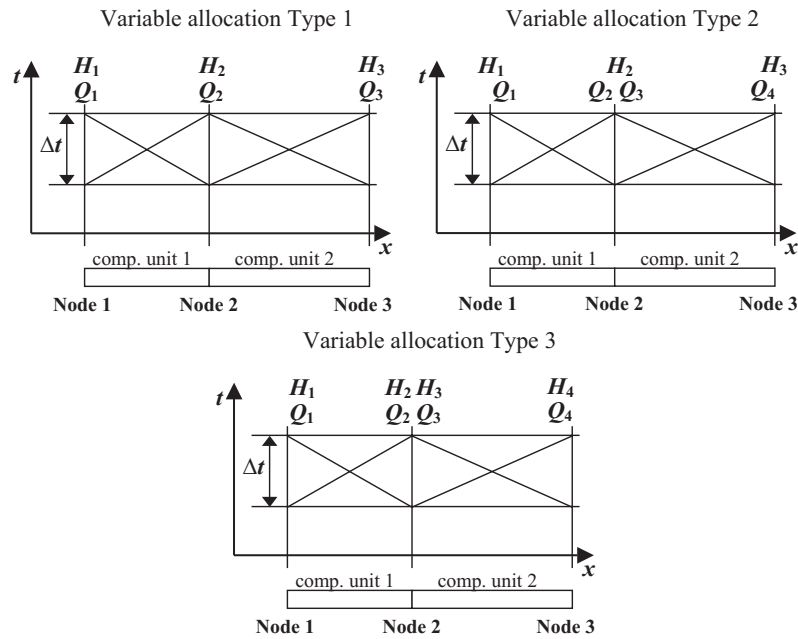 Variable allocation Type 1
t
H1 H2 H3
Q1 Q2 Q3
Δt
x
comp. unit 1 comp. unit 2
Node 1 Node 2 Node 3
Variable allocation Type 2
t
H1 H2 H3
Q1 Q2 Q3 Q4
Δt
x
comp. unit 1 comp. unit 2
Node 1 Node 2 Node 3
Variable allocation Type 3
t
H1 H2 H3 H4
Q1 Q2 Q3 Q4
Δt
x
comp. unit 1 comp. unit 2
Node 1 Node 2 Node 3